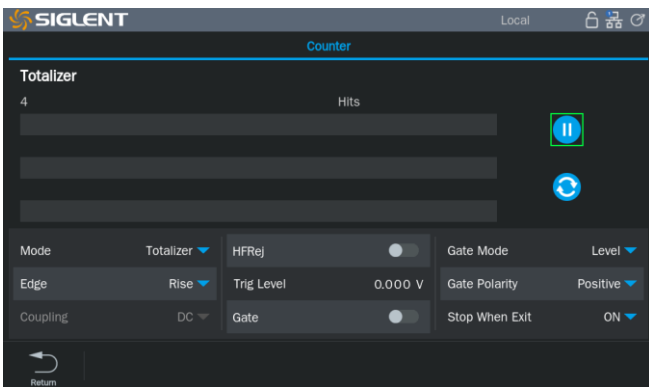 SIGLENT Local
Counter
Totalizer
4 Hits
Mode Totalizer HFRej Gate Mode Level
Edge Rise Trig Level 0.000 V Gate Polarity Positive
Coupling DC Gate Stop When Exit ON
Return